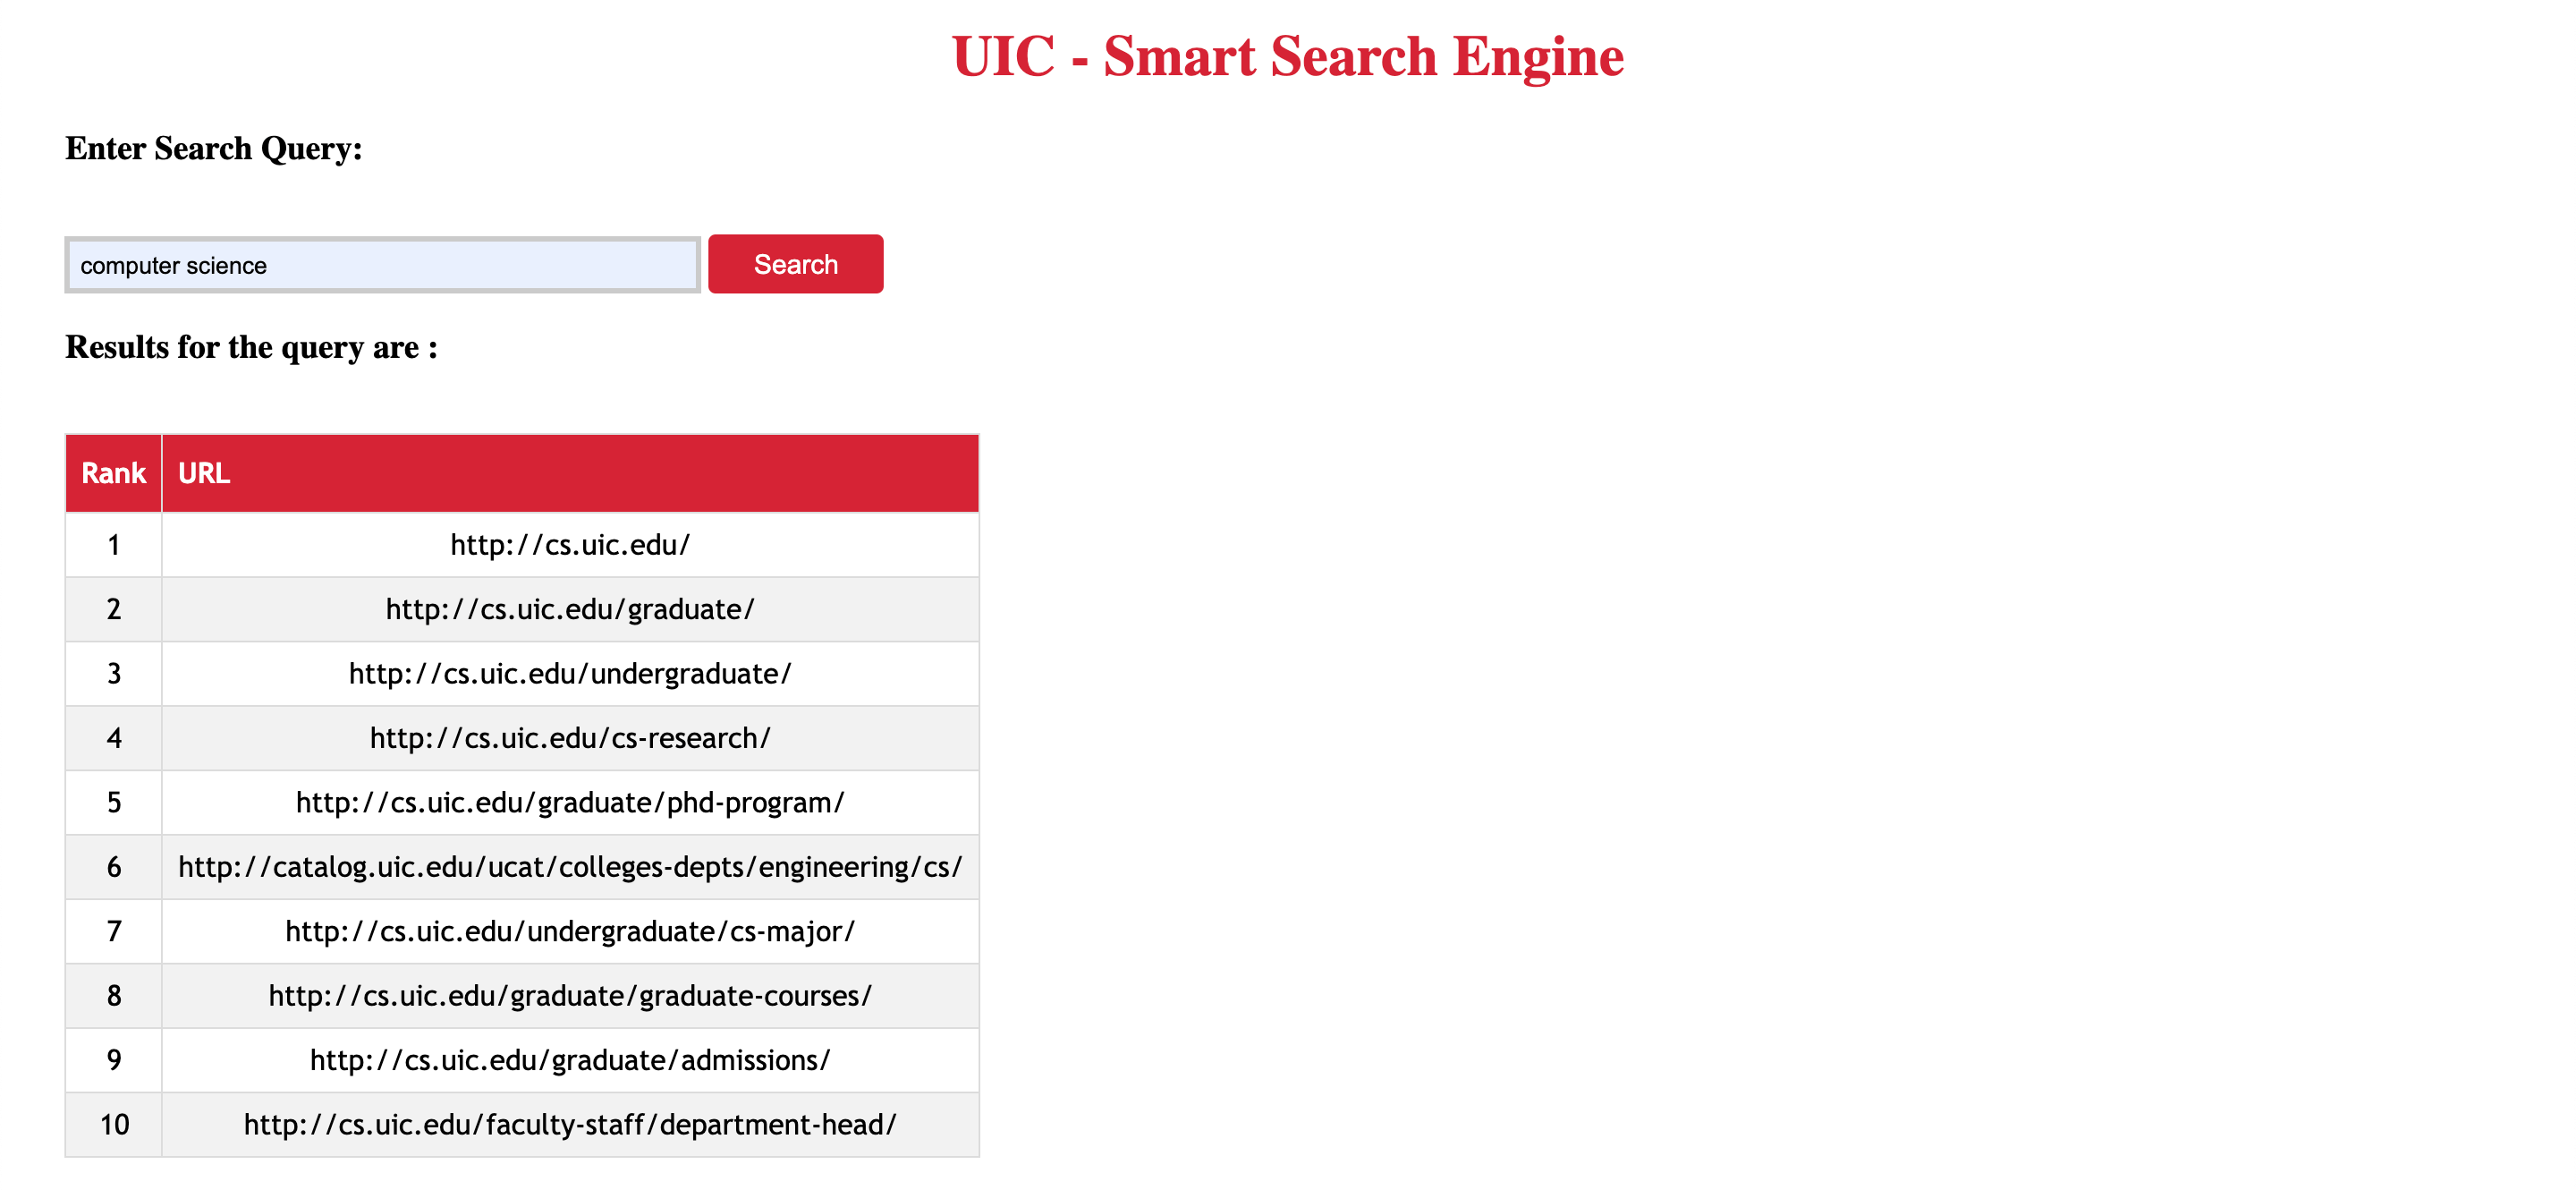 UIC - Smart Search Engine
Enter Search Query:
computer science Search
Results for the query are :
Rank URL
1 http://cs.uic.edu/
2 http://cs.uic.edu/graduate/
3 http://cs.uic.edu/undergraduate/
4 http://cs.uic.edu/cs-research/
5 http://cs.uic.edu/graduate/phd-program/
6 http://catalog.uic.edu/ucat/colleges-depts/engineering/cs/
7 http://cs.uic.edu/undergraduate/cs-major/
8 http://cs.uic.edu/graduate/graduate-courses/
9 http://cs.uic.edu/graduate/admissions/
10 http://cs.uic.edu/faculty-staff/department-head/